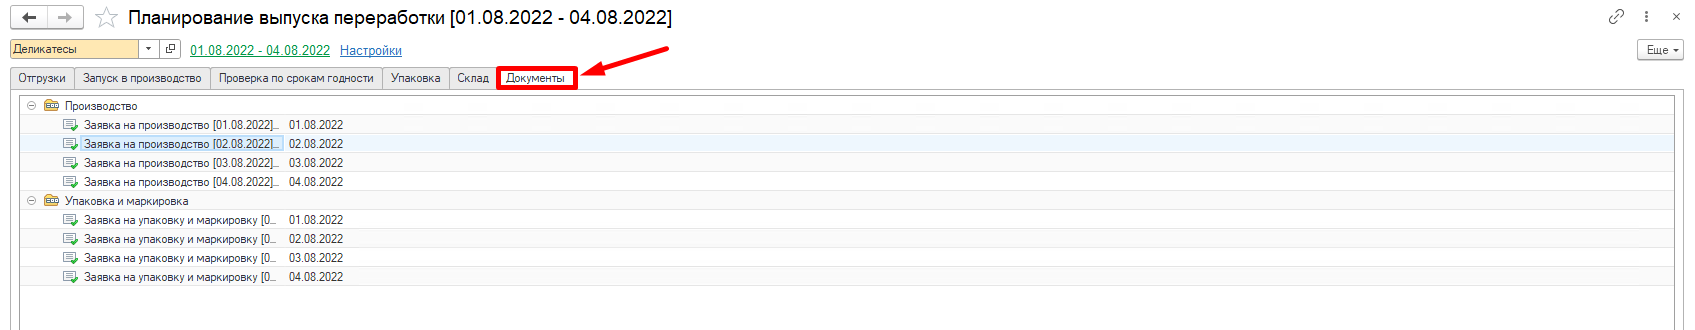 Планирование выпуска переработки [01.08.2022 - 04.08.2022]
Деликатесы 01.08.2022 - 04.08.2022 Настройки Еще
Отгрузки Запуск в производство Проверка по срокам годности Упаковка Склад Документы
Производство
Заявка на производство [01.08.2022]... 01.08.2022
Заявка на производство [02.08.2022]... 02.08.2022
Заявка на производство [03.08.2022]... 03.08.2022
Заявка на производство [04.08.2022]... 04.08.2022
Упаковка и маркировка
Заявка на упаковку и маркировку [0... 01.08.2022
Заявка на упаковку и маркировку [0... 02.08.2022
Заявка на упаковку и маркировку [0... 03.08.2022
Заявка на упаковку и маркировку [0... 04.08.2022